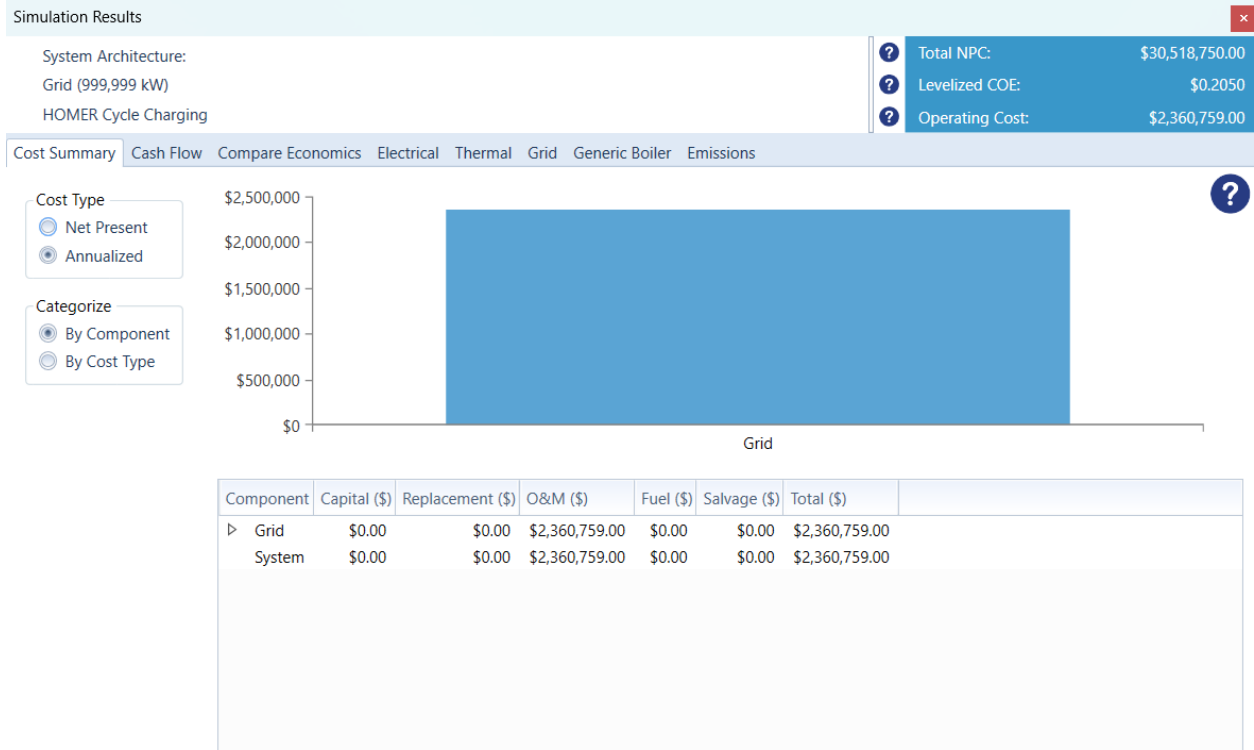 Simulation Results
×
System Architecture:
Grid (999,999 kW)
HOMER Cycle Charging
? Total NPC: $30,518,750.00
? Levelized COE: $0.2050
? Operating Cost: $2,360,759.00
Cost Summary Cash Flow Compare Economics Electrical Thermal Grid Generic Boiler Emissions
?
Cost Type
Net Present
Annualized
Categorize
By Component
By Cost Type
$2,500,000
$2,000,000
$1,500,000
$1,000,000
$500,000
$0
Grid
Component Capital ($) Replacement ($) O&M ($) Fuel ($) Salvage ($) Total ($)
Grid $0.00 $0.00 $2,360,759.00 $0.00 $0.00 $2,360,759.00
System $0.00 $0.00 $2,360,759.00 $0.00 $0.00 $2,360,759.00